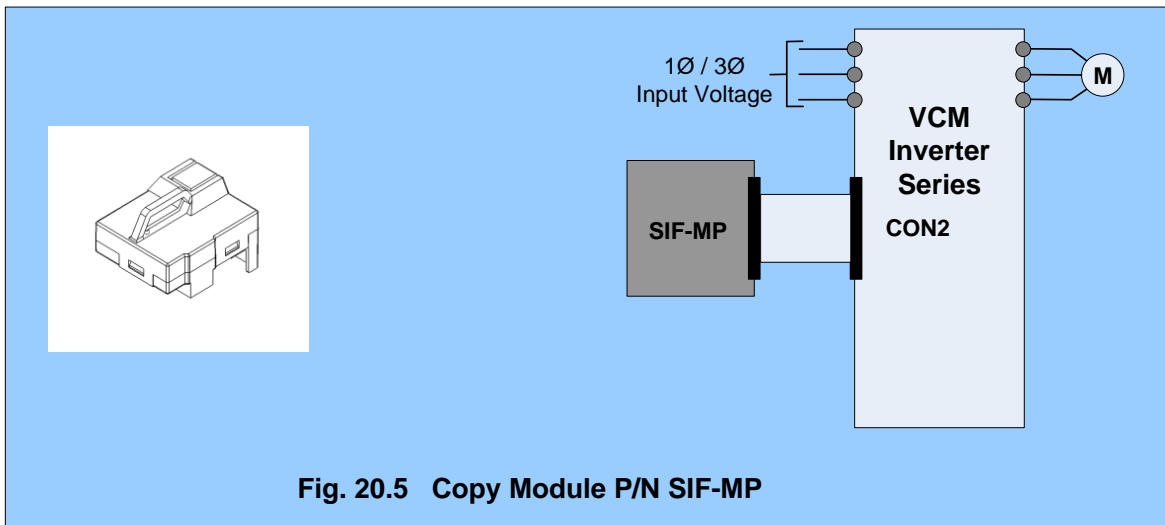 1Ø / 3Ø
Input Voltage
M
VCM
Inverter
Series
SIF-MP
CON2
Fig. 20.5 Copy Module P/N SIF-MP